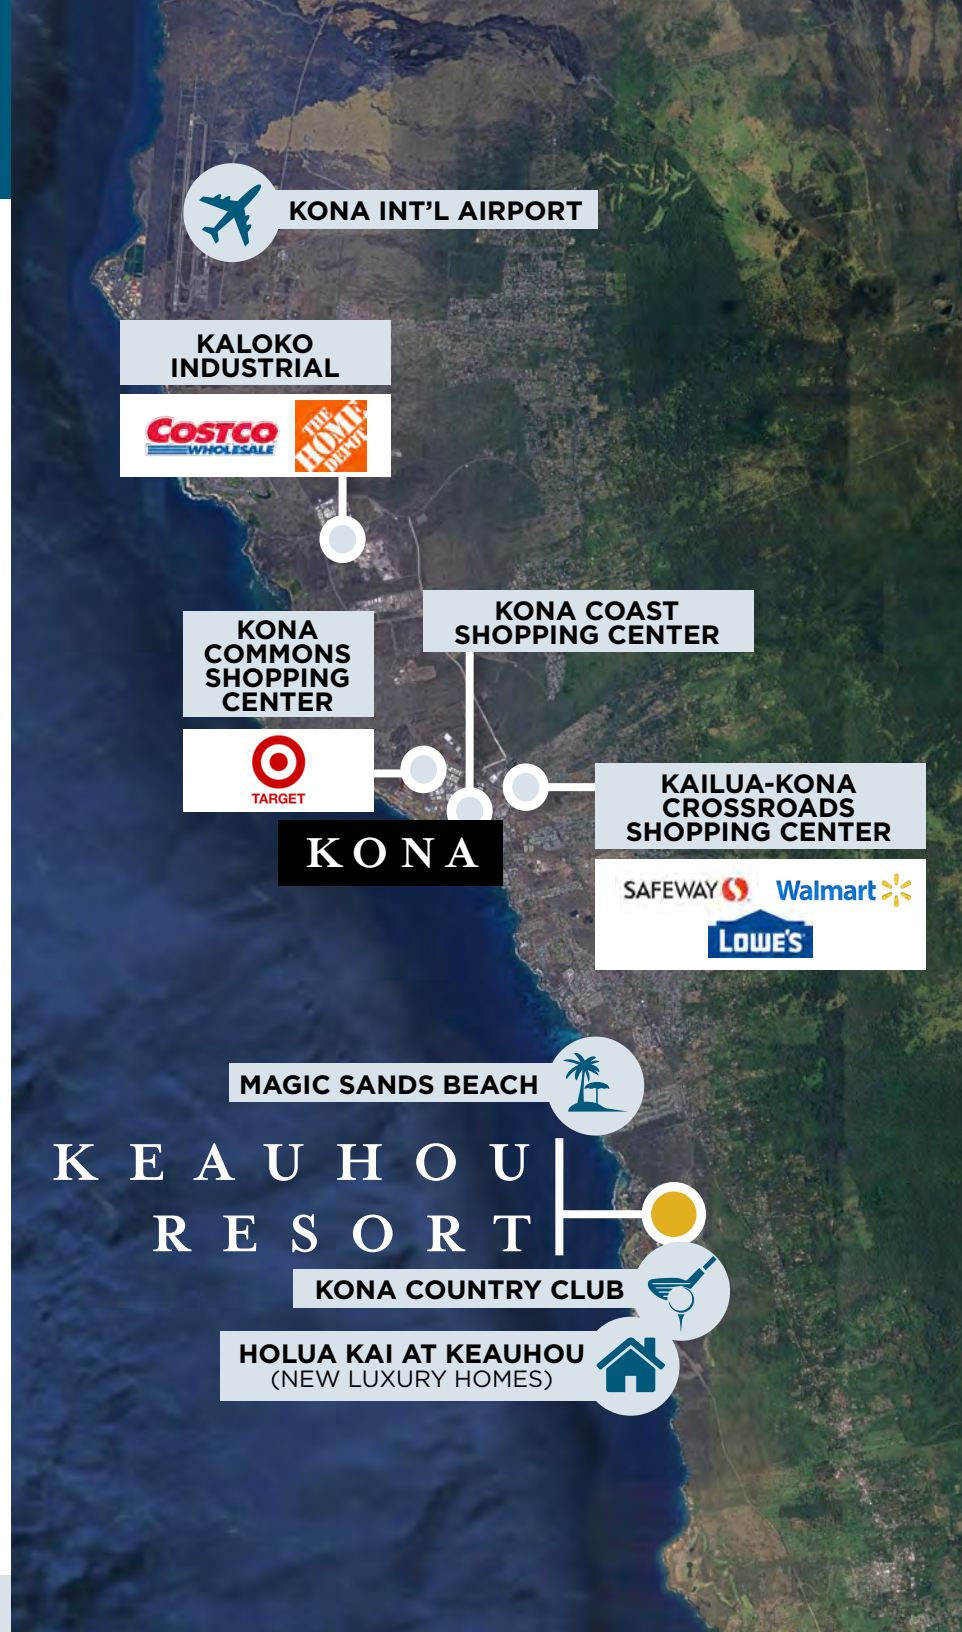 KONA INT'L AIRPORT
KALOKO
INDUSTRIAL
COSTCO
WHOLESALE
THE
HOME
DEPOT
KONA COAST
SHOPPING CENTER
KONA
COMMONS
SHOPPING
CENTER
TARGET
KAILUA-KONA
CROSSROADS
SHOPPING CENTER
KONA
SAFEWAY
Walmart
LOWE'S
MAGIC SANDS BEACH
KEAUHOU
RESORT
KONA COUNTRY CLUB
HOLUA KAI AT KEAUHOU
(NEW LUXURY HOMES)